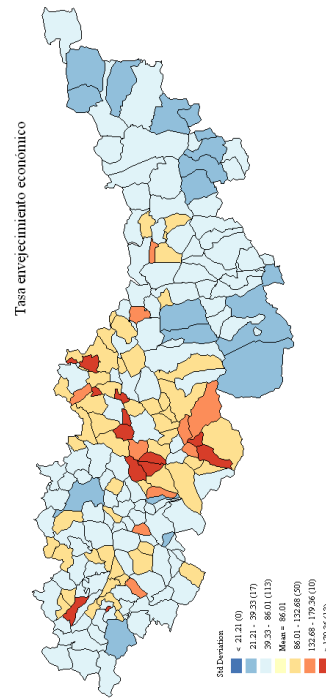 Tasa envejecimiento económico
Std.Deviation
< 21.21 (0)
21.21 - 39.33 (17)
39.33 - 86.01 (113)
Mean = 86.01
86.01 - 132.68 (50)
132.68 - 179.36 (10)